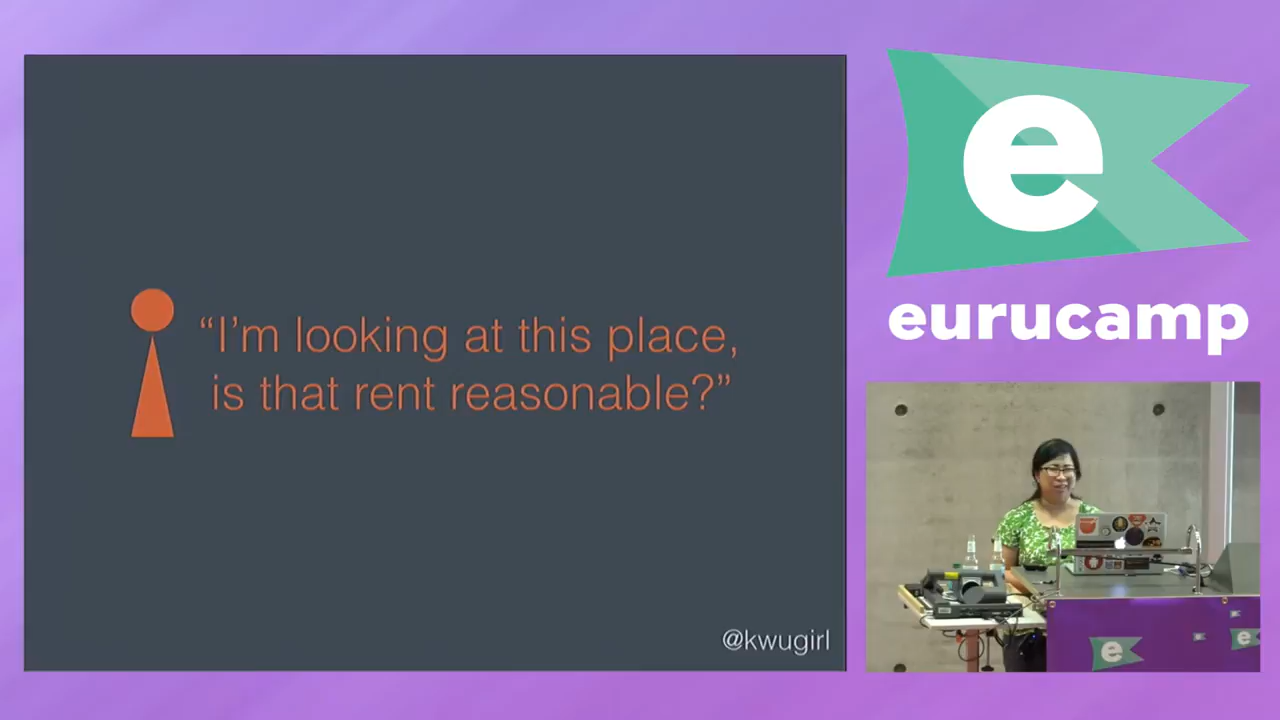 “I’m looking at this place,
is that rent reasonable?”
@kwugirl
e
eurucamp
e
e